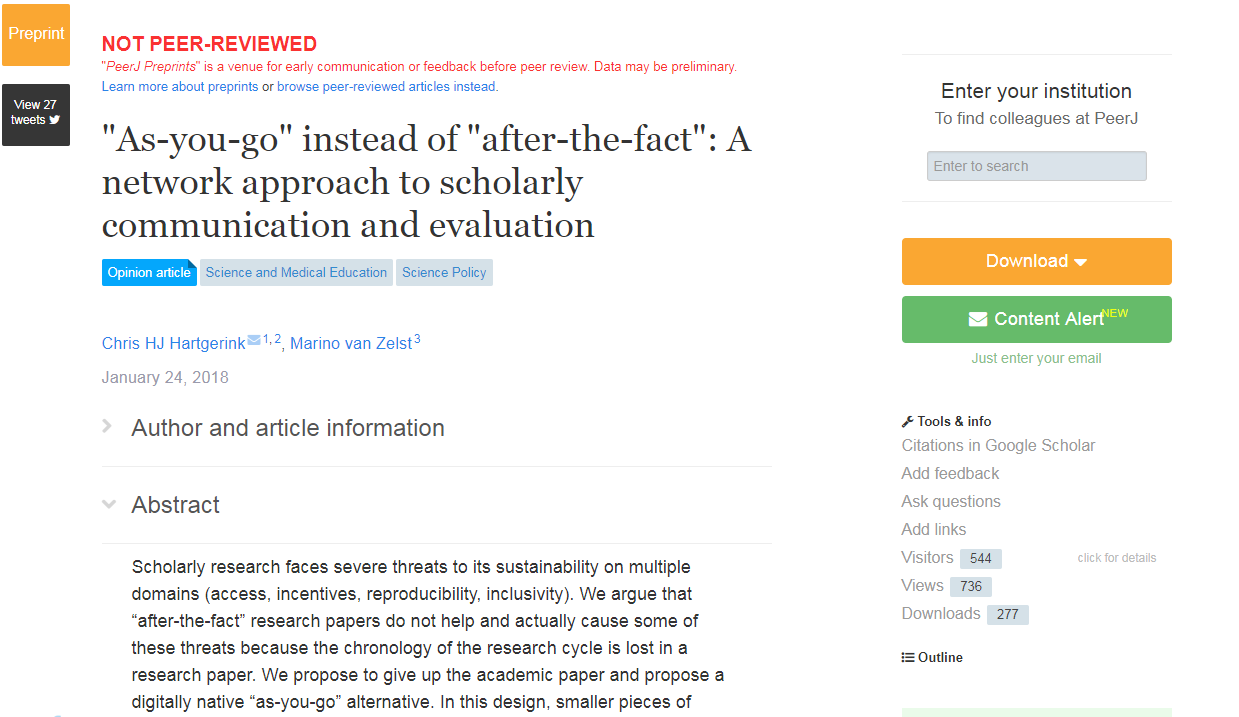 Preprint
View 27
tweets
NOT PEER-REVIEWED
"PeerJ Preprints" is a venue for early communication or feedback before peer review. Data may be preliminary.
Learn more about preprints or browse peer-reviewed articles instead.
"As-you-go" instead of "after-the-fact": A
network approach to scholarly
communication and evaluation
Opinion article
Science and Medical Education
Science Policy
Chris HJ Hartgerink 1, 2, Marino van Zelst 3
January 24, 2018
Author and article information
Abstract
Scholarly research faces severe threats to its sustainability on multiple
domains (access, incentives, reproducibility, inclusivity). We argue that
“after-the-fact” research papers do not help and actually cause some of
these threats because the chronology of the research cycle is lost in a
research paper. We propose to give up the academic paper and propose a
digitally native “as-you-go” alternative. In this design, smaller pieces of
Enter your institution
To find colleagues at PeerJ
Enter to search
Download
Content Alert NEW
Just enter your email
Tools & info
Citations in Google Scholar
Add feedback
Ask questions
Add links
Visitors 544 click for details
Views 736
Downloads 277
Outline